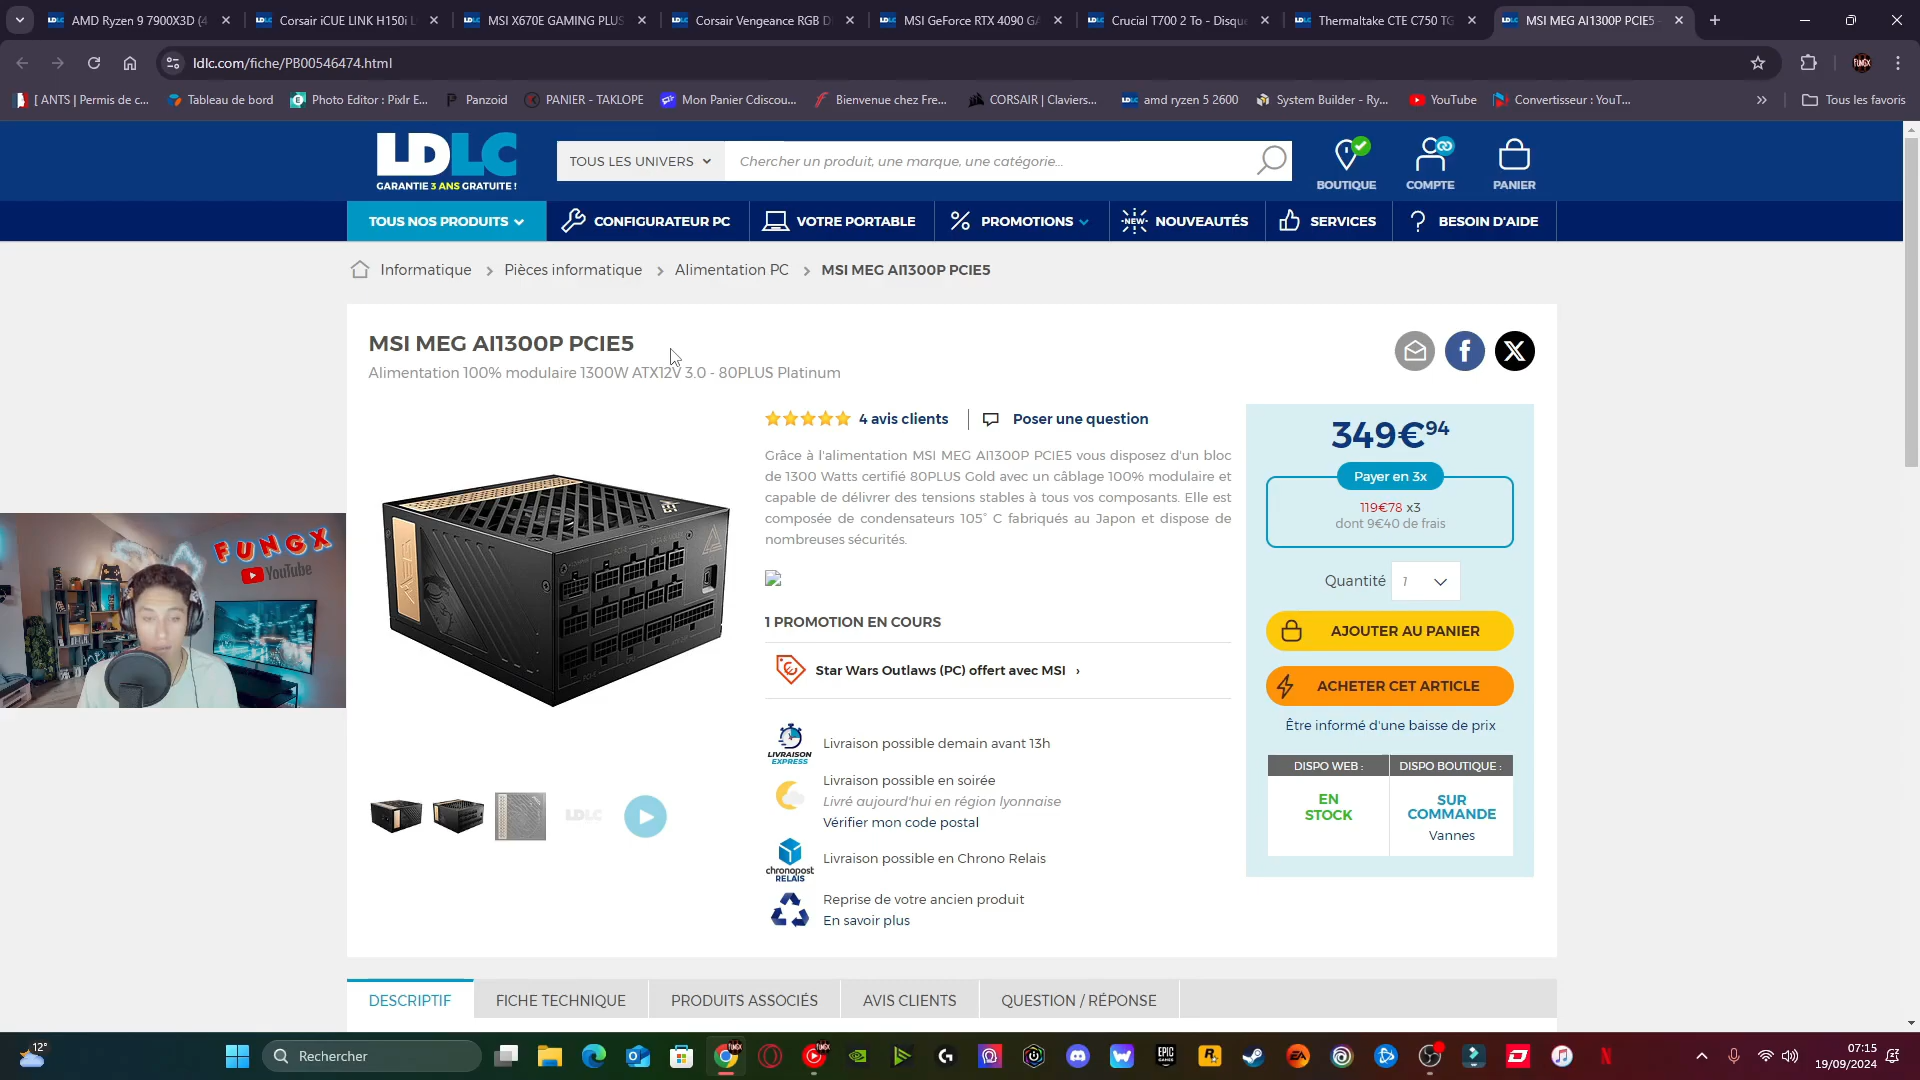 AMD Ryzen 9 7900X3D (4
Corsair iCUE LINK H150i L
MSI X670E GAMING PLUS
Corsair Vengeance RGB D
MSI GeForce RTX 4090 GA
Crucial T700 2 To - Disqu
Thermaltake CTE C750 TG
MSI MEG AI1300P PCIE5 -
ldlc.com/fiche/PB00546474.html
[ ANTS | Permis de c...
Tableau de bord
Photo Editor : Pixlr E...
Panzoid
PANIER - TAKLOPE
Mon Panier Cdiscou...
Bienvenue chez Fre...
CORSAIR | Claviers...
amd ryzen 5 2600
System Builder - Ry...
YouTube
Convertisseur : YouT...
Tous les favoris
LDLC
GARANTIE 3 ANS GRATUITE !
TOUS LES UNIVERS
Chercher un produit, une marque, une catégorie...
BOUTIQUE
COMPTE
PANIER
TOUS NOS PRODUITS
CONFIGURATEUR PC
VOTRE PORTABLE
PROMOTIONS
NEW
NOUVEAUTÉS
SERVICES
BESOIN D'AIDE
Informatique > Pièces informatique > Alimentation PC > MSI MEG AI1300P PCIE5
MSI MEG AI1300P PCIE5
Alimentation 100% modulaire 1300W ATX12V 3.0 - 80PLUS Platinum
4 avis clients
Poser une question
Grâce à l'alimentation MSI MEG AI1300P PCIE5 vous disposez d'un bloc
de 1300 Watts certifié 80PLUS Gold avec un câblage 100% modulaire et
capable de délivrer des tensions stables à tous vos composants. Elle est
composée de condensateurs 105° C fabriqués au Japon et dispose de
nombreuses sécurités.
1 PROMOTION EN COURS
Star Wars Outlaws (PC) offert avec MSI ›
LIVRAISON
EXPRESS
Livraison possible demain avant 13h
Livraison possible en soirée
Livré aujourd'hui en région lyonnaise
Vérifier mon code postal
chronopost
RELAIS
Livraison possible en Chrono Relais
Reprise de votre ancien produit
En savoir plus
349€94
Payer en 3x
119€78 x3
dont 9€40 de frais
Quantité
1
AJOUTER AU PANIER
ACHETER CET ARTICLE
Être informé d'une baisse de prix
DISPO WEB :
DISPO BOUTIQUE :
EN
STOCK
SUR
COMMANDE
Vannes
FUNGX
YouTube
LDLC
DESCRIPTIF
FICHE TECHNIQUE
PRODUITS ASSOCIÉS
AVIS CLIENTS
QUESTION / RÉPONSE
12°
Rechercher
07:15
19/09/2024